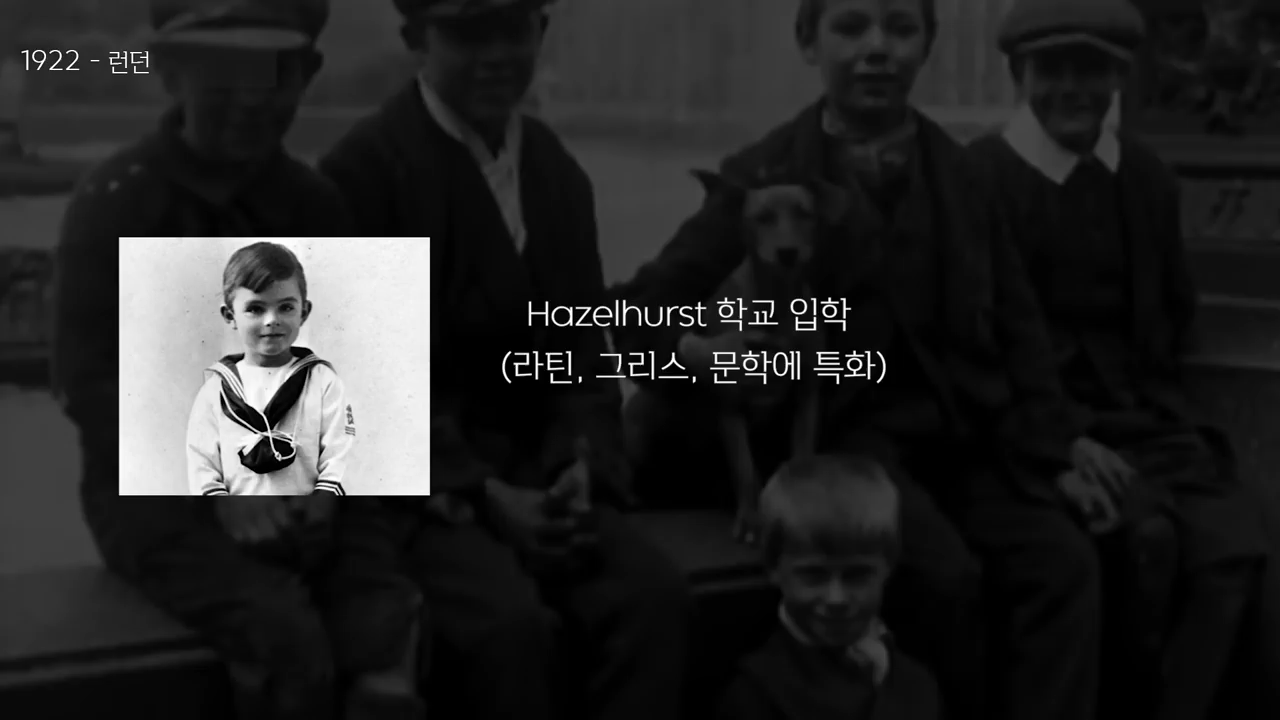 1922 - 런던
Hazelhurst 학교 입학
(라틴, 그리스, 문학에 특화)